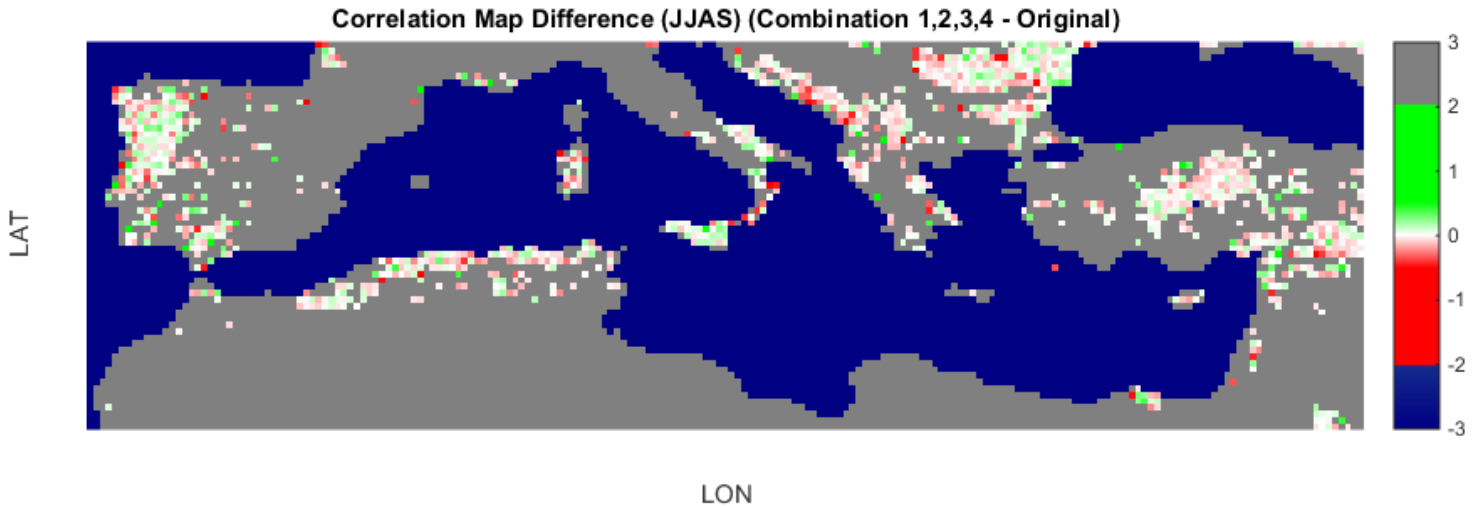 Correlation Map Difference (JJAS) (Combination 1,2,3,4 - Original)
LAT
3
2
1
0
-1
-2
-3
LON